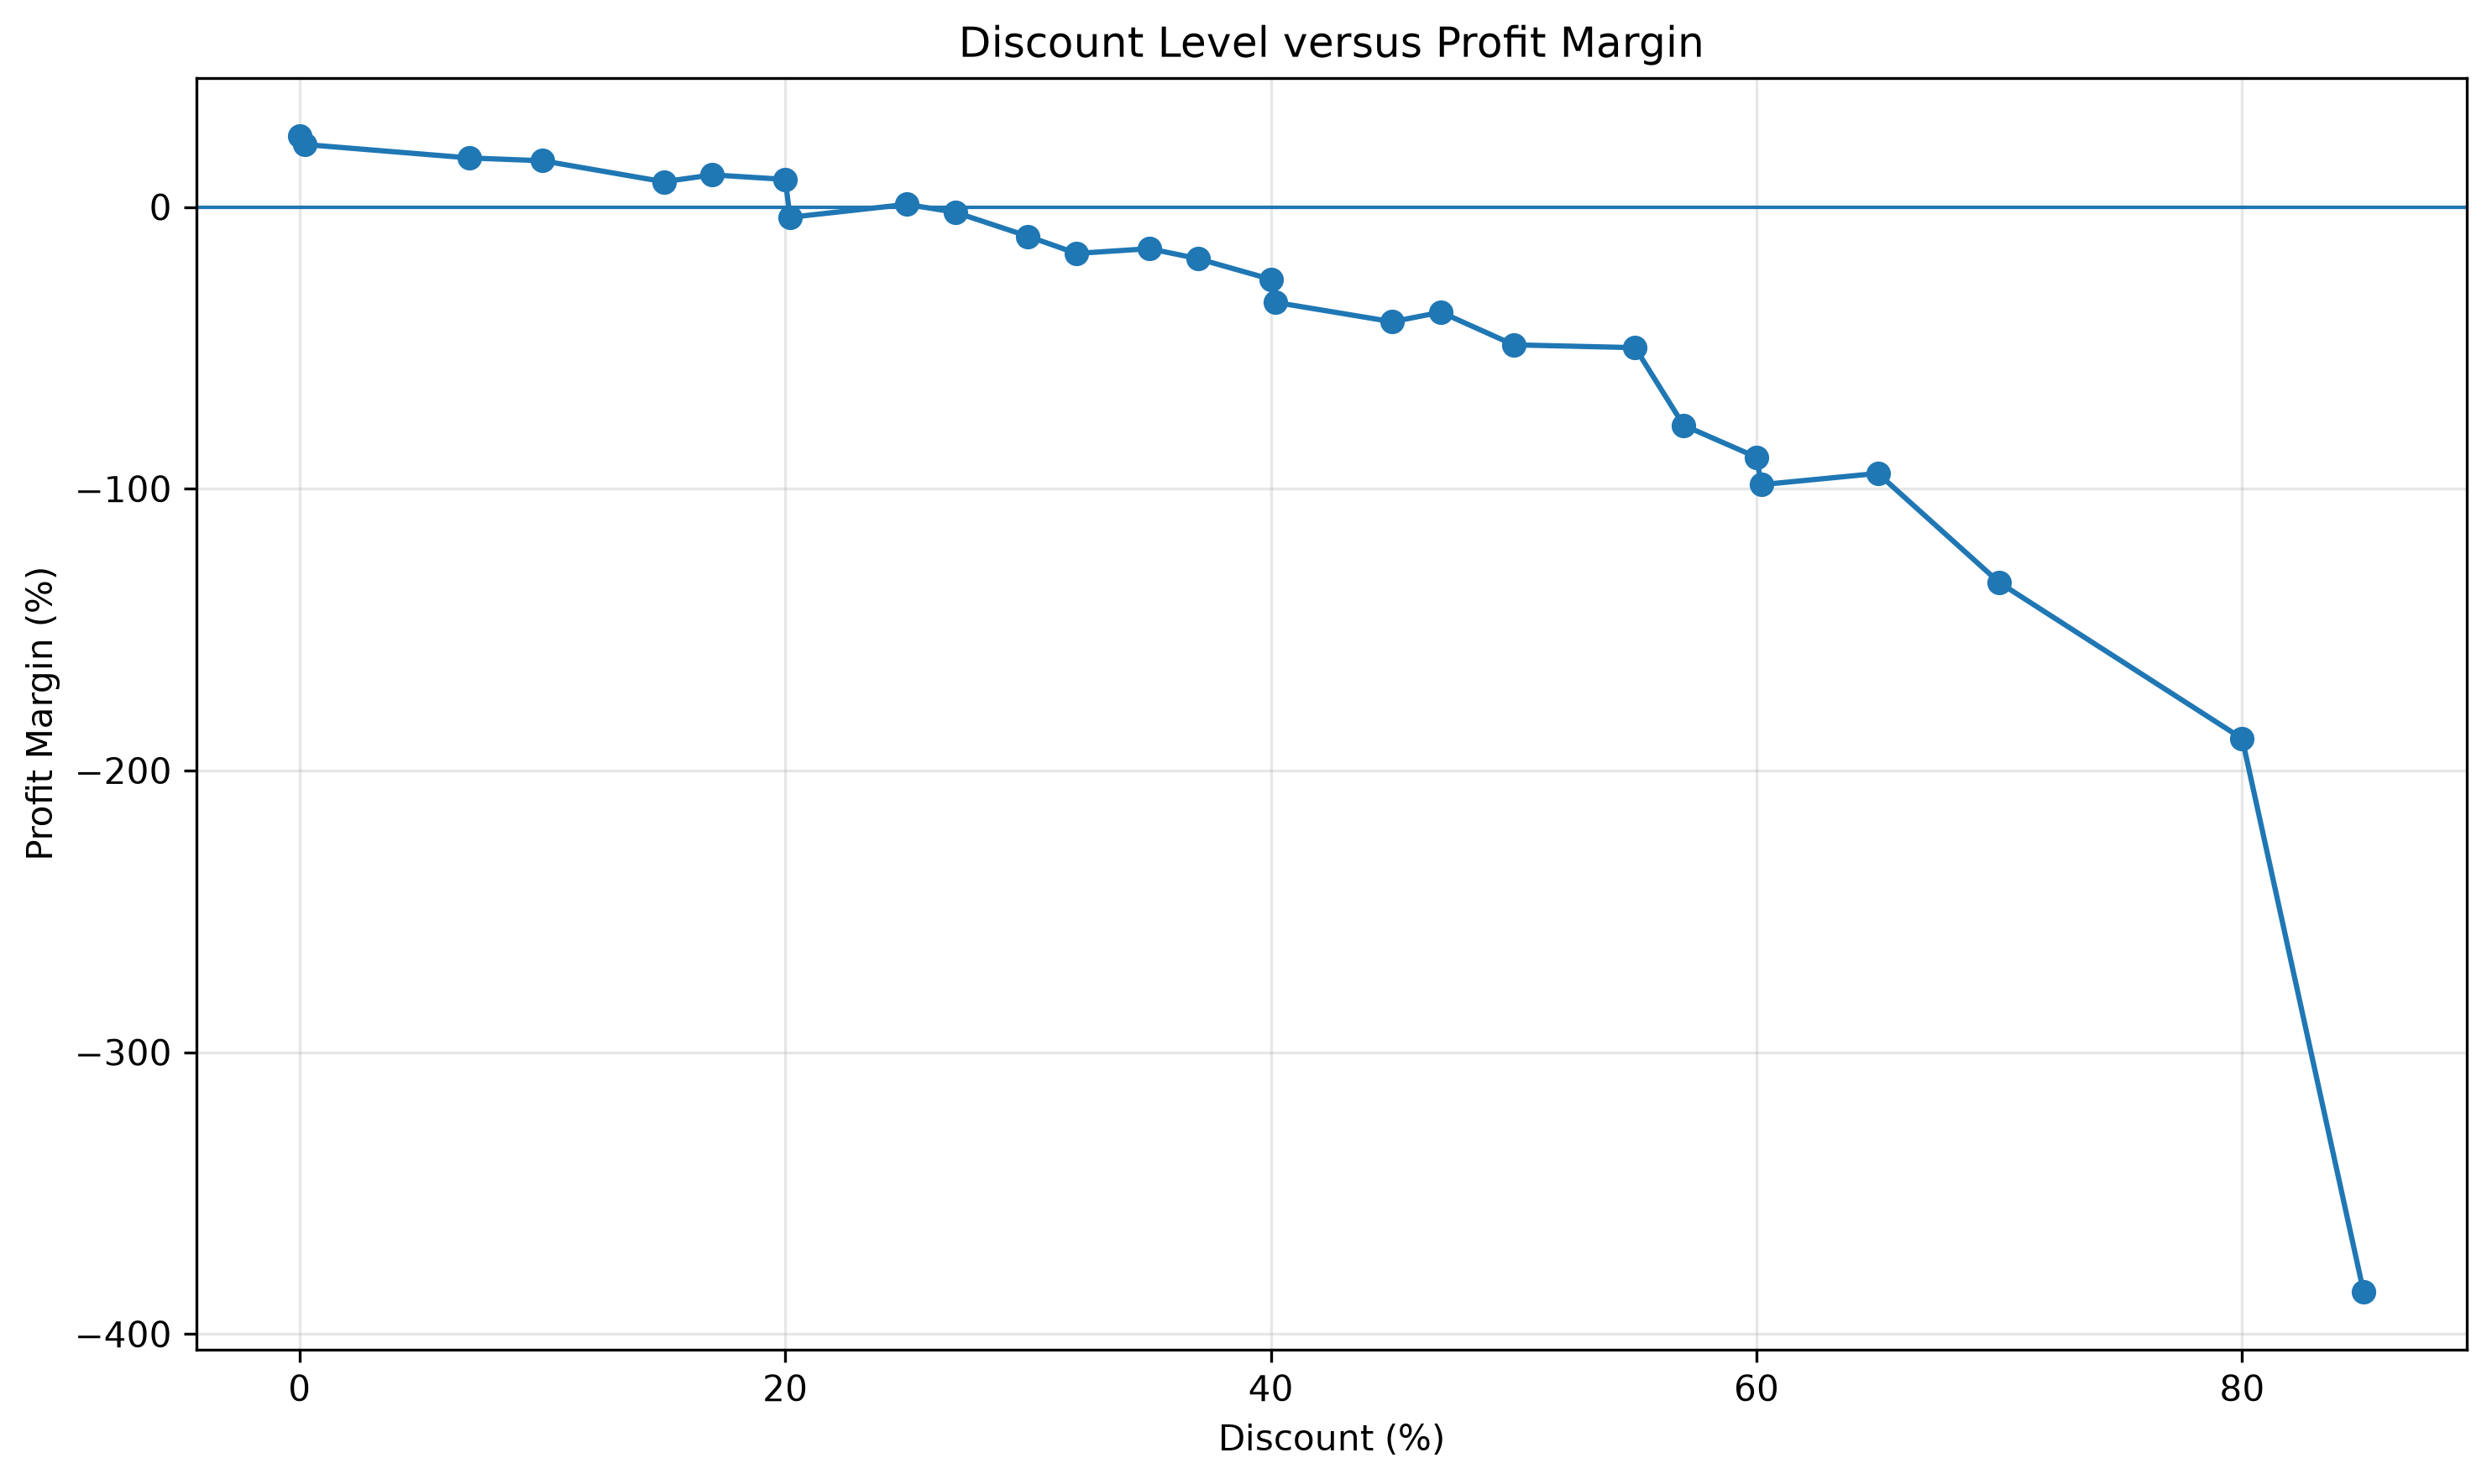 Discount Level versus Profit Margin
Profit Margin (%)
0
−100
−200
−300
−400
0 20 40 60 80
Discount (%)